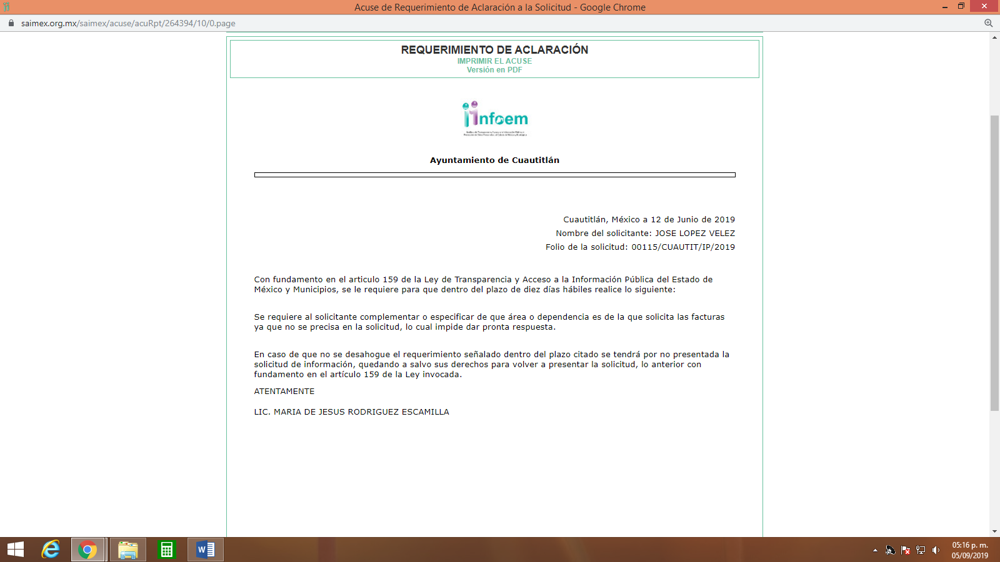 Acuse de Requerimiento de Aclaración a la Solicitud - Google Chrome
saimex.org.mx/saimex/acuse/acuRpt/264394/10/0.page
REQUERIMIENTO DE ACLARACIÓN
IMPRIMIR EL ACUSE
Versión en PDF
infoem
Ayuntamiento de Cuautitlán
Cuautitlán, México a 12 de Junio de 2019
Nombre del solicitante: JOSE LOPEZ VELEZ
Folio de la solicitud: 00115/CUAUTIT/IP/2019
Con fundamento en el articulo 159 de la Ley de Transparencia y Acceso a la Información Pública del Estado de
México y Municipios, se le requiere para que dentro del plazo de diez días hábiles realice lo siguiente:
Se requiere al solicitante complementar o especificar de que área o dependencia es de la que solicita las facturas
ya que no se precisa en la solicitud, lo cual impide dar pronta respuesta.
En caso de que no se desahogue el requerimiento señalado dentro del plazo citado se tendrá por no presentada la
solicitud de información, quedando a salvo sus derechos para volver a presentar la solicitud, lo anterior con
fundamento en el artículo 159 de la Ley invocada.
ATENTAMENTE
LIC. MARIA DE JESUS RODRIGUEZ ESCAMILLA
05:16 p. m.
05/09/2019